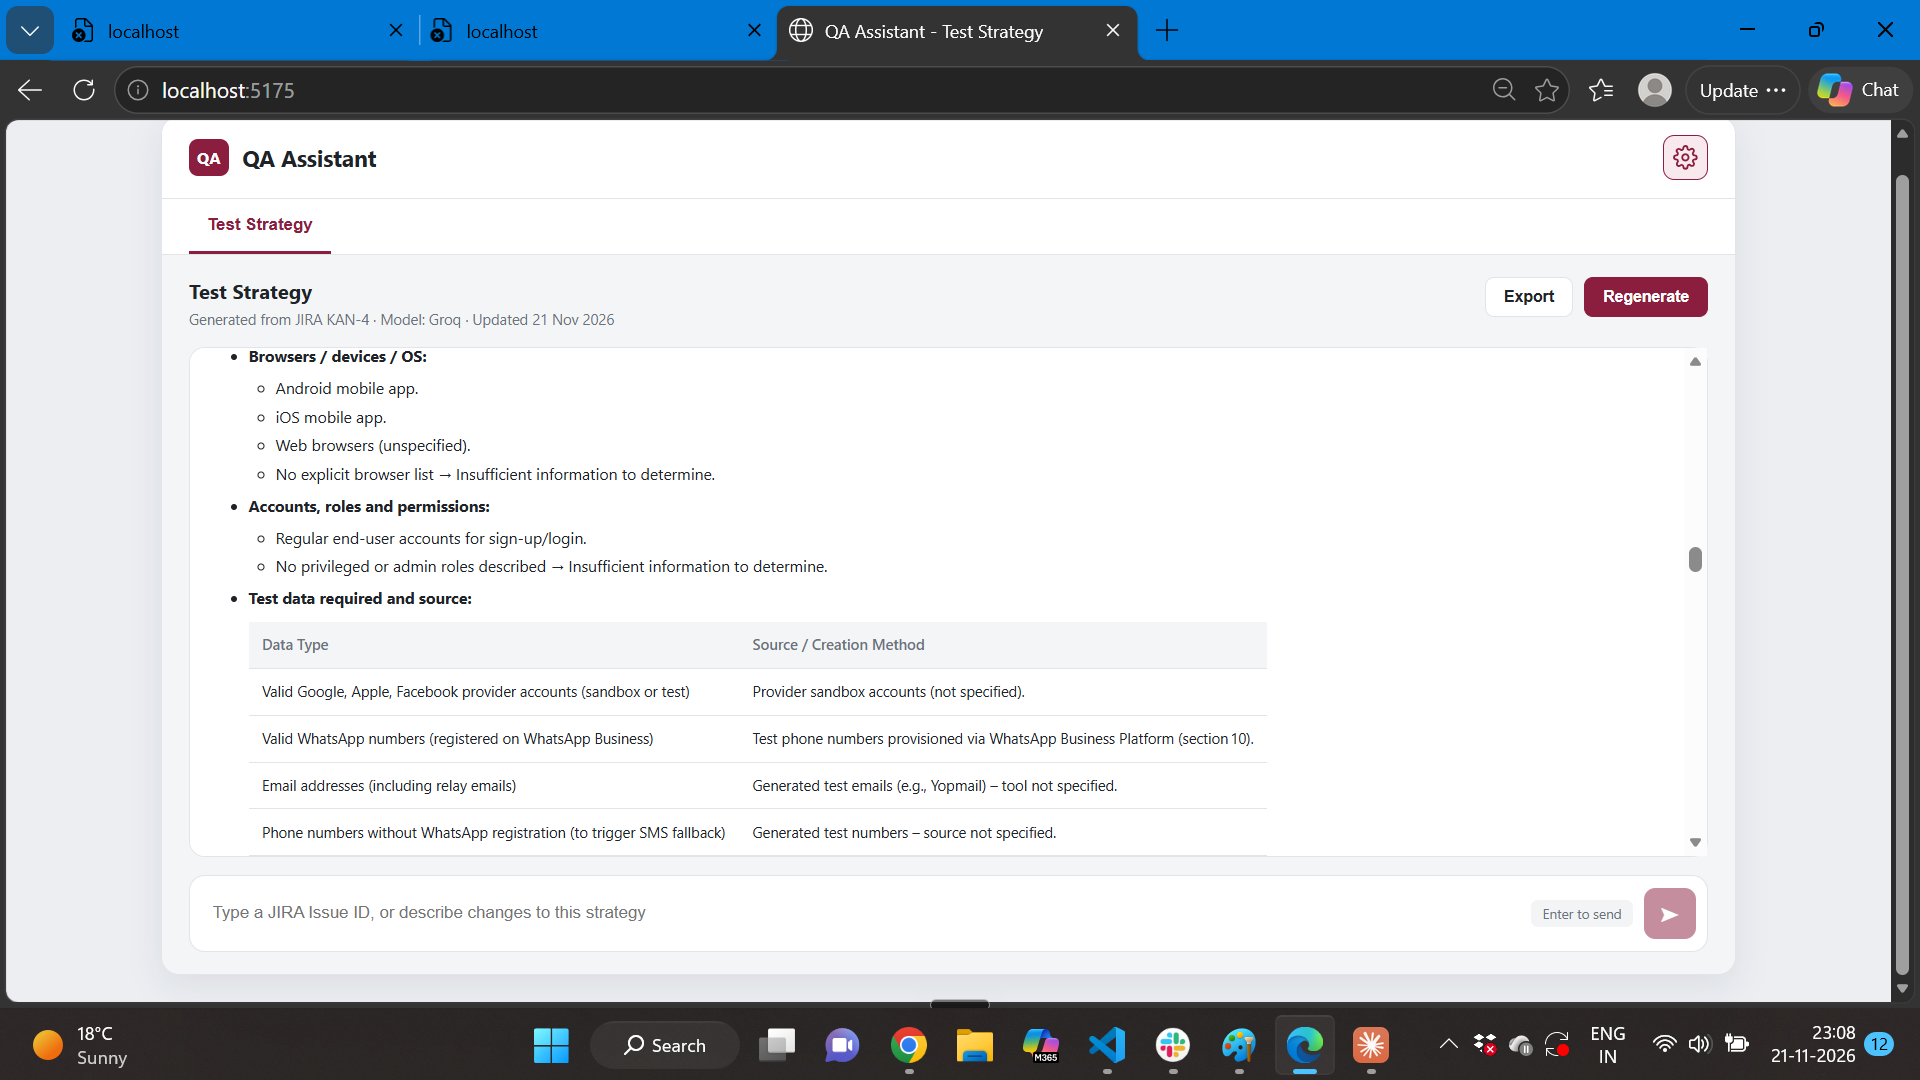 localhost
localhost
QA Assistant - Test Strategy
localhost:5175
Update
Chat
QA
QA Assistant
Test Strategy
Test Strategy
Generated from JIRA KAN-4 · Model: Groq · Updated 21 Nov 2026
Export
Regenerate
• Browsers / devices / OS:
○ Android mobile app.
○ iOS mobile app.
○ Web browsers (unspecified).
○ No explicit browser list → Insufficient information to determine.
• Accounts, roles and permissions:
○ Regular end-user accounts for sign-up/login.
○ No privileged or admin roles described → Insufficient information to determine.
• Test data required and source:
Data Type Source / Creation Method
Valid Google, Apple, Facebook provider accounts (sandbox or test) Provider sandbox accounts (not specified).
Valid WhatsApp numbers (registered on WhatsApp Business) Test phone numbers provisioned via WhatsApp Business Platform (section 10).
Email addresses (including relay emails) Generated test emails (e.g., Yopmail) – tool not specified.
Phone numbers without WhatsApp registration (to trigger SMS fallback) Generated test numbers – source not specified.
Type a JIRA Issue ID, or describe changes to this strategy
Enter to send
18°C
Sunny
Search
M365
ENG
IN
23:08
21-11-2026
12